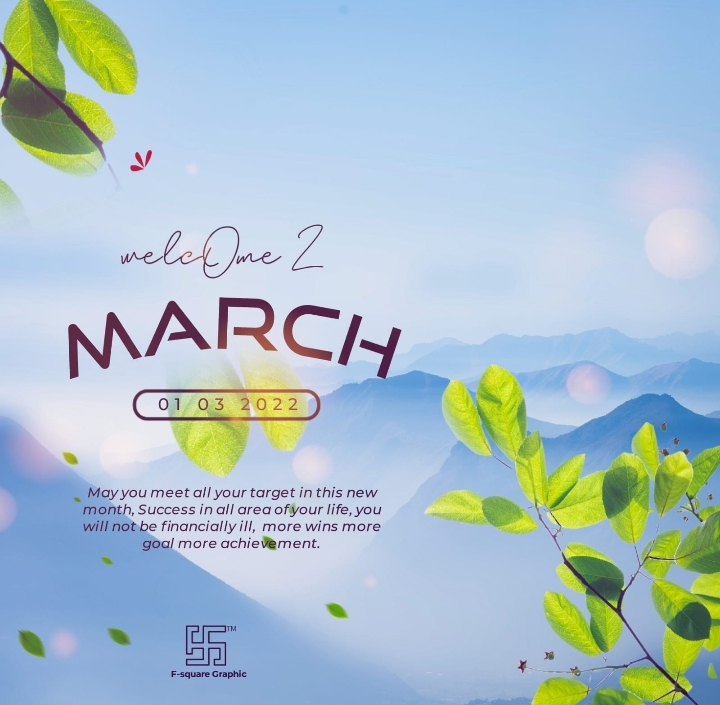 welcOme 2
MARCH
01 03 2022
May you meet all your target in this new
month, Success in all area of your life, you
will not be financially ill, more wins more
goal more achievement.
TM
F-square Graphic